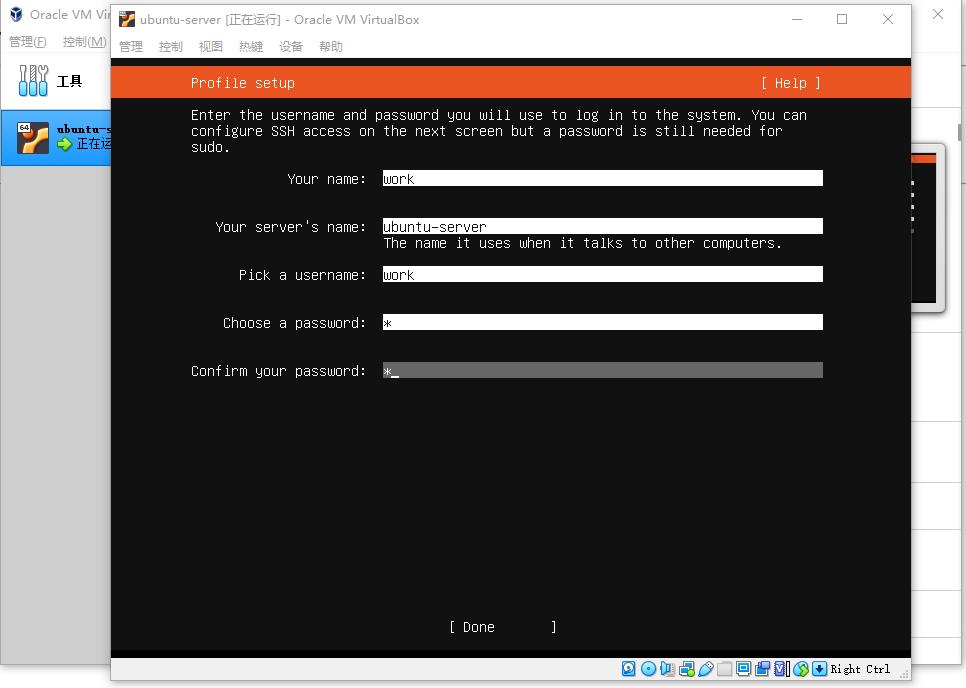 Oracle VM Vir
管理(F) 控制(M)
工具
64
ubuntu-s
正在运
ubuntu-server [正在运行] - Oracle VM VirtualBox
管理 控制 视图 热键 设备 帮助
Profile setup [ Help ]
Enter the username and password you will use to log in to the system. You can
configure SSH access on the next screen but a password is still needed for
sudo.
Your name: work
Your server's name: ubuntu-server
The name it uses when it talks to other computers.
Pick a username: work
Choose a password: *
Confirm your password: *_
[ Done ]
Right Ctrl